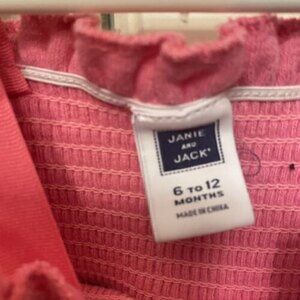 JANIE
AND
JACK®
6 TO 12
MONTHS
MADE IN CHINA